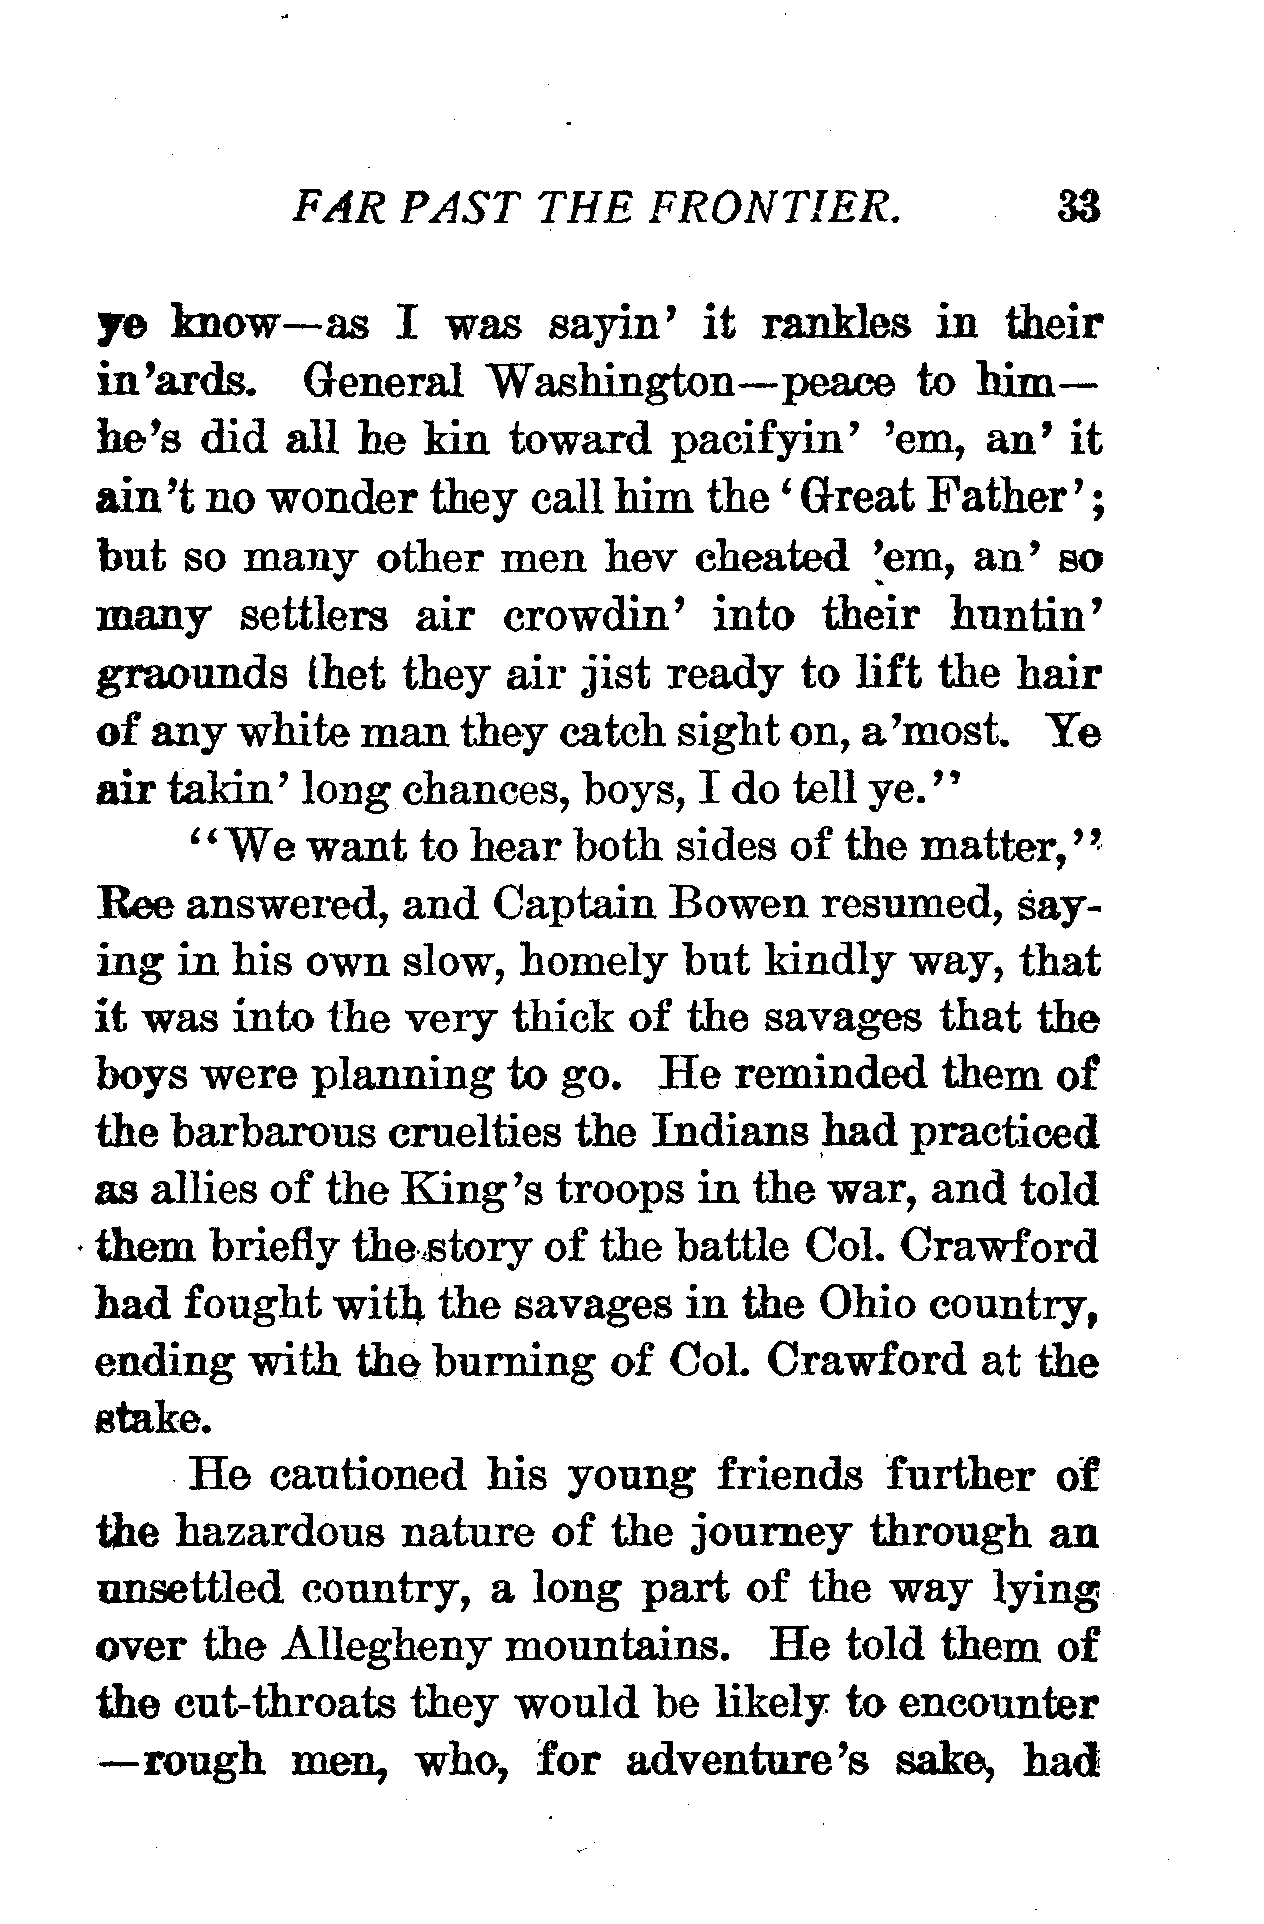 FAR PAST THE FRONTIER. 33
ye know—as I was sayin' it rankles in their
in'ards. General Washington—peace to him—
he's did all he kin toward pacifyin' 'em, an' it
ain't no wonder they call him the 'Great Father';
but so many other men hev cheated 'em, an' so
many settlers air crowdin' into their huntin'
graounds thet they air jist ready to lift the hair
of any white man they catch sight on, a'most. Ye
air takin' long chances, boys, I do tell ye."
"We want to hear both sides of the matter,"
Ree answered, and Captain Bowen resumed, say-
ing in his own slow, homely but kindly way, that
it was into the very thick of the savages that the
boys were planning to go. He reminded them of
the barbarous cruelties the Indians had practiced
as allies of the King's troops in the war, and told
them briefly the story of the battle Col. Crawford
had fought with the savages in the Ohio country,
ending with the burning of Col. Crawford at the
stake.
He cautioned his young friends further of
the hazardous nature of the journey through an
unsettled country, a long part of the way lying
over the Allegheny mountains. He told them of
the cut-throats they would be likely to encounter
—rough men, who, for adventure's sake, had